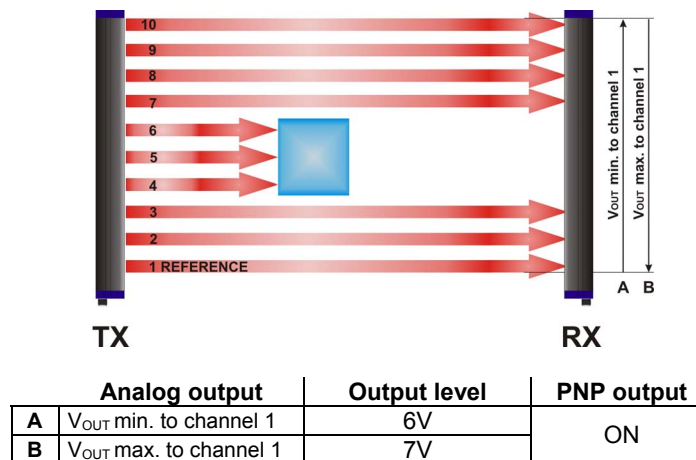 10
9
8
7
6
5
4
3
2
1 REFERENCE
VOUT min. to channel 1
VOUT max. to channel 1
A B
TX RX
Analog output Output level PNP output
A VOUT min. to channel 1 6V ON
B VOUT max. to channel 1 7V